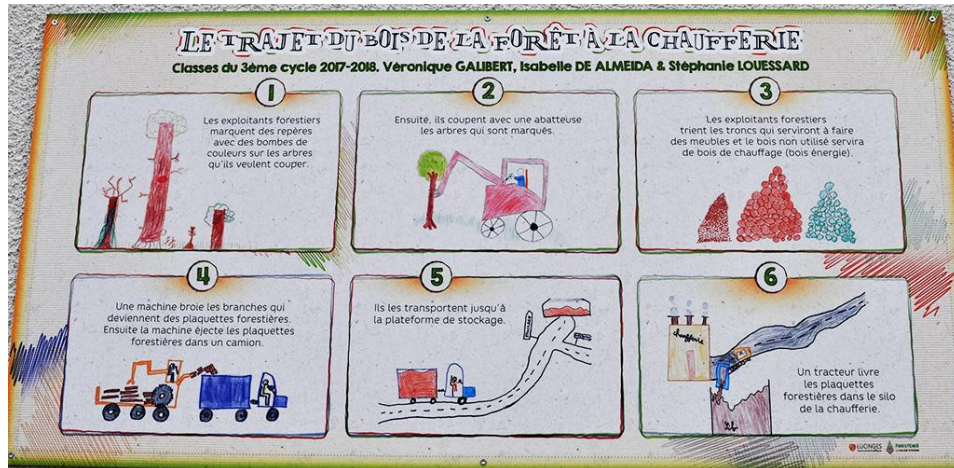 LE TRAJET DU BOIS DE LA FORÊT À LA CHAUFFERIE
Classes du 3ème cycle 2017-2018. Véronique GALIBERT, Isabelle DE ALMEIDA & Stéphanie LOUESSARD
1
Les exploitants forestiers
marquent des repères
avec des bombes de
couleurs sur les arbres
qu'ils veulent couper.
2
Ensuite, ils coupent avec une abatteuse
les arbres qui sont marqués.
3
Les exploitants forestiers
trient les troncs qui serviront à faire
des meubles et le bois non utilisé servira
de bois de chauffage (bois énergie).
4
Une machine broie les branches qui
deviennent des plaquettes forestières.
Ensuite la machine éjecte les plaquettes
forestières dans un camion.
5
Ils les transportent jusqu'à
la plateforme de stockage.
6
chaufferie
Un tracteur livre
les plaquettes
forestières dans le silo
de la chaufferie.
LUCINGES
FORESTENER